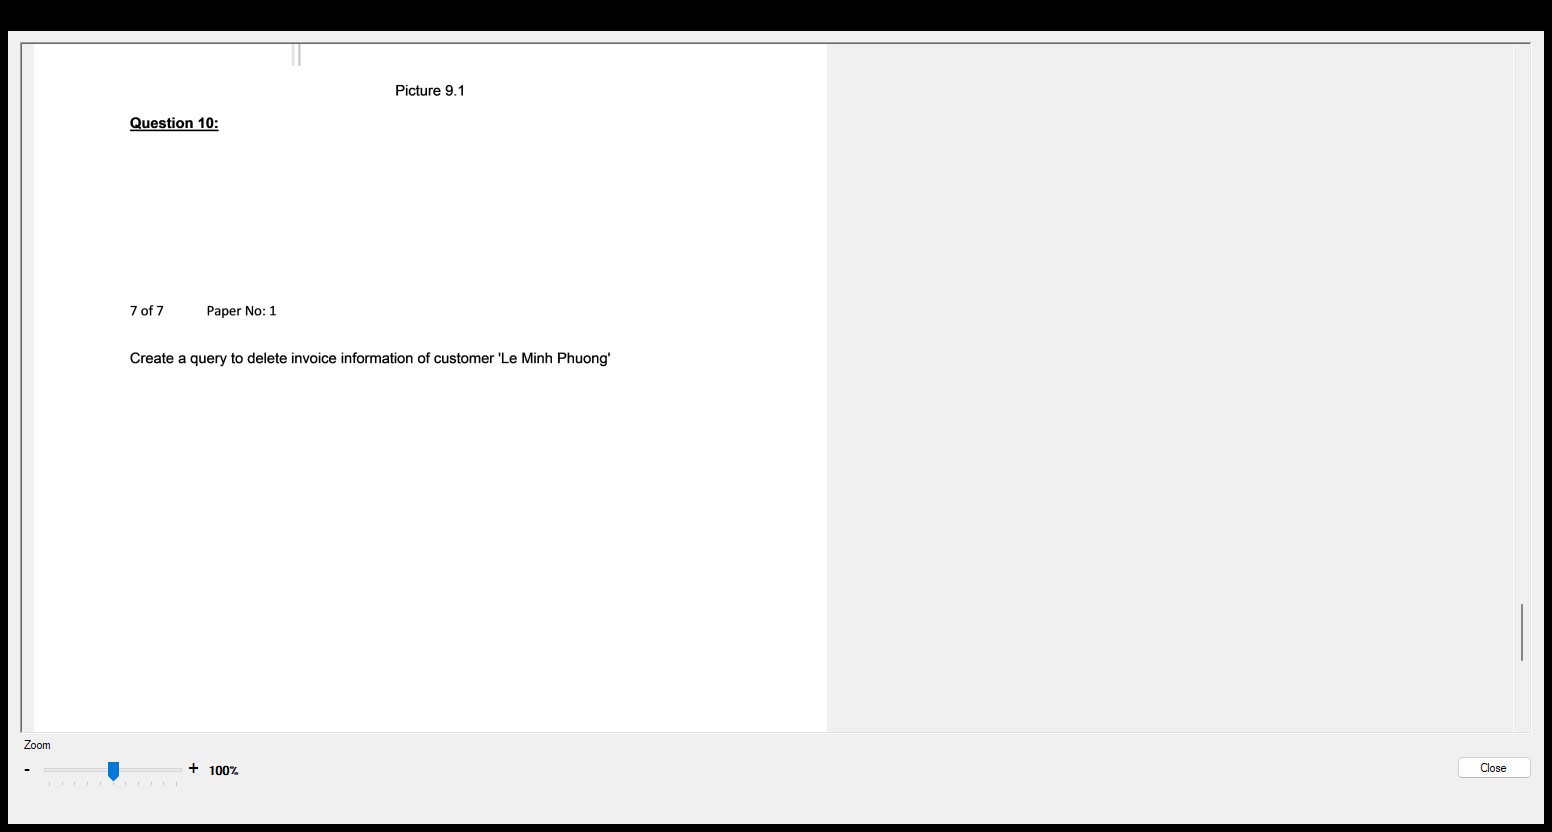 Picture 9.1
Question 10:
7 of 7 Paper No: 1
Create a query to delete invoice information of customer 'Le Minh Phuong'
Zoom
- + 100%
Close